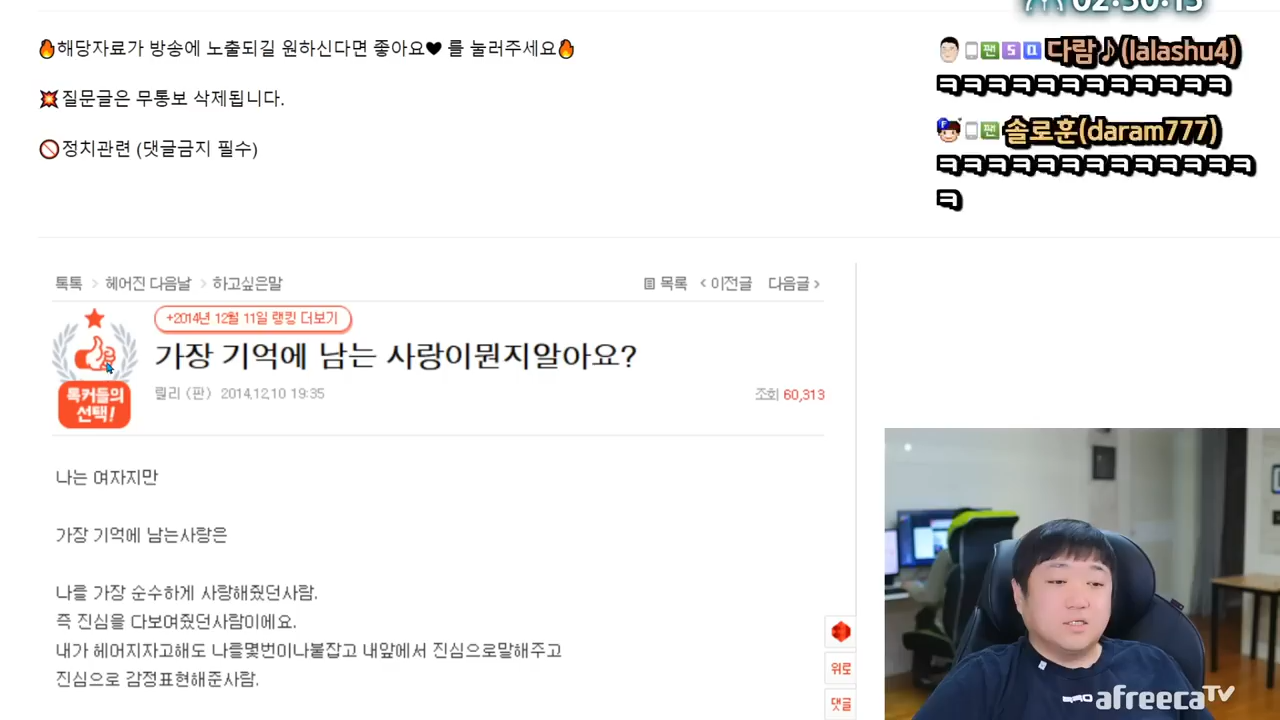 02:50:15
🔥해당자료가 방송에 노출되길 원하신다면 좋아요🖤 를 눌러주세요🔥
💥질문글은 무통보 삭제됩니다.
🚫정치관련 (댓글금지 필수)
팬 5 Q 다람♪(lalashu4)
ㅋㅋㅋㅋㅋㅋㅋㅋㅋㅋㅋㅋ
F 팬 솔로훈(daram777)
ㅋㅋㅋㅋㅋㅋㅋㅋㅋㅋㅋㅋㅋ
ㅋ
톡톡 > 헤어진 다음날 > 하고싶은말
목록 < 이전글 다음글 >
+2014년 12월 11일 랭킹 더보기
가장 기억에 남는 사랑이뭔지알아요?
톡커들의
선택!
릴리 (판) 2014.12.10 19:35
조회 60,313
나는 여자지만
가장 기억에 남는사랑은
나를 가장 순수하게 사랑해줬던사람.
즉 진심을 다보여줬던사람이에요.
내가 헤어지자고해도 나를몇번이나붙잡고 내앞에서 진심으로말해주고
진심으로 감정표현해준사람.
위로
댓글
afreecaTV